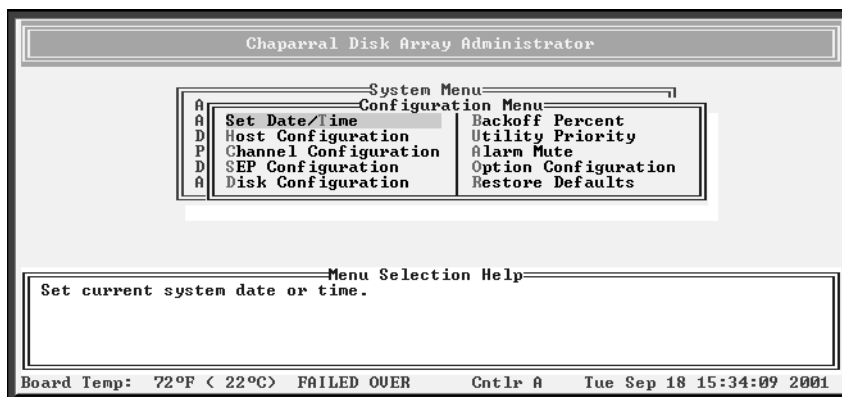 Chaparral Disk Array Administrator
System Menu
A Configuration Menu
A Set Date/Time Backoff Percent
D Host Configuration Utility Priority
P Channel Configuration Alarm Mute
D SEP Configuration Option Configuration
A Disk Configuration Restore Defaults
Menu Selection Help
Set current system date or time.
Board Temp: 72°F ( 22°C) FAILED OVER Cntlr A Tue Sep 18 15:34:09 2001